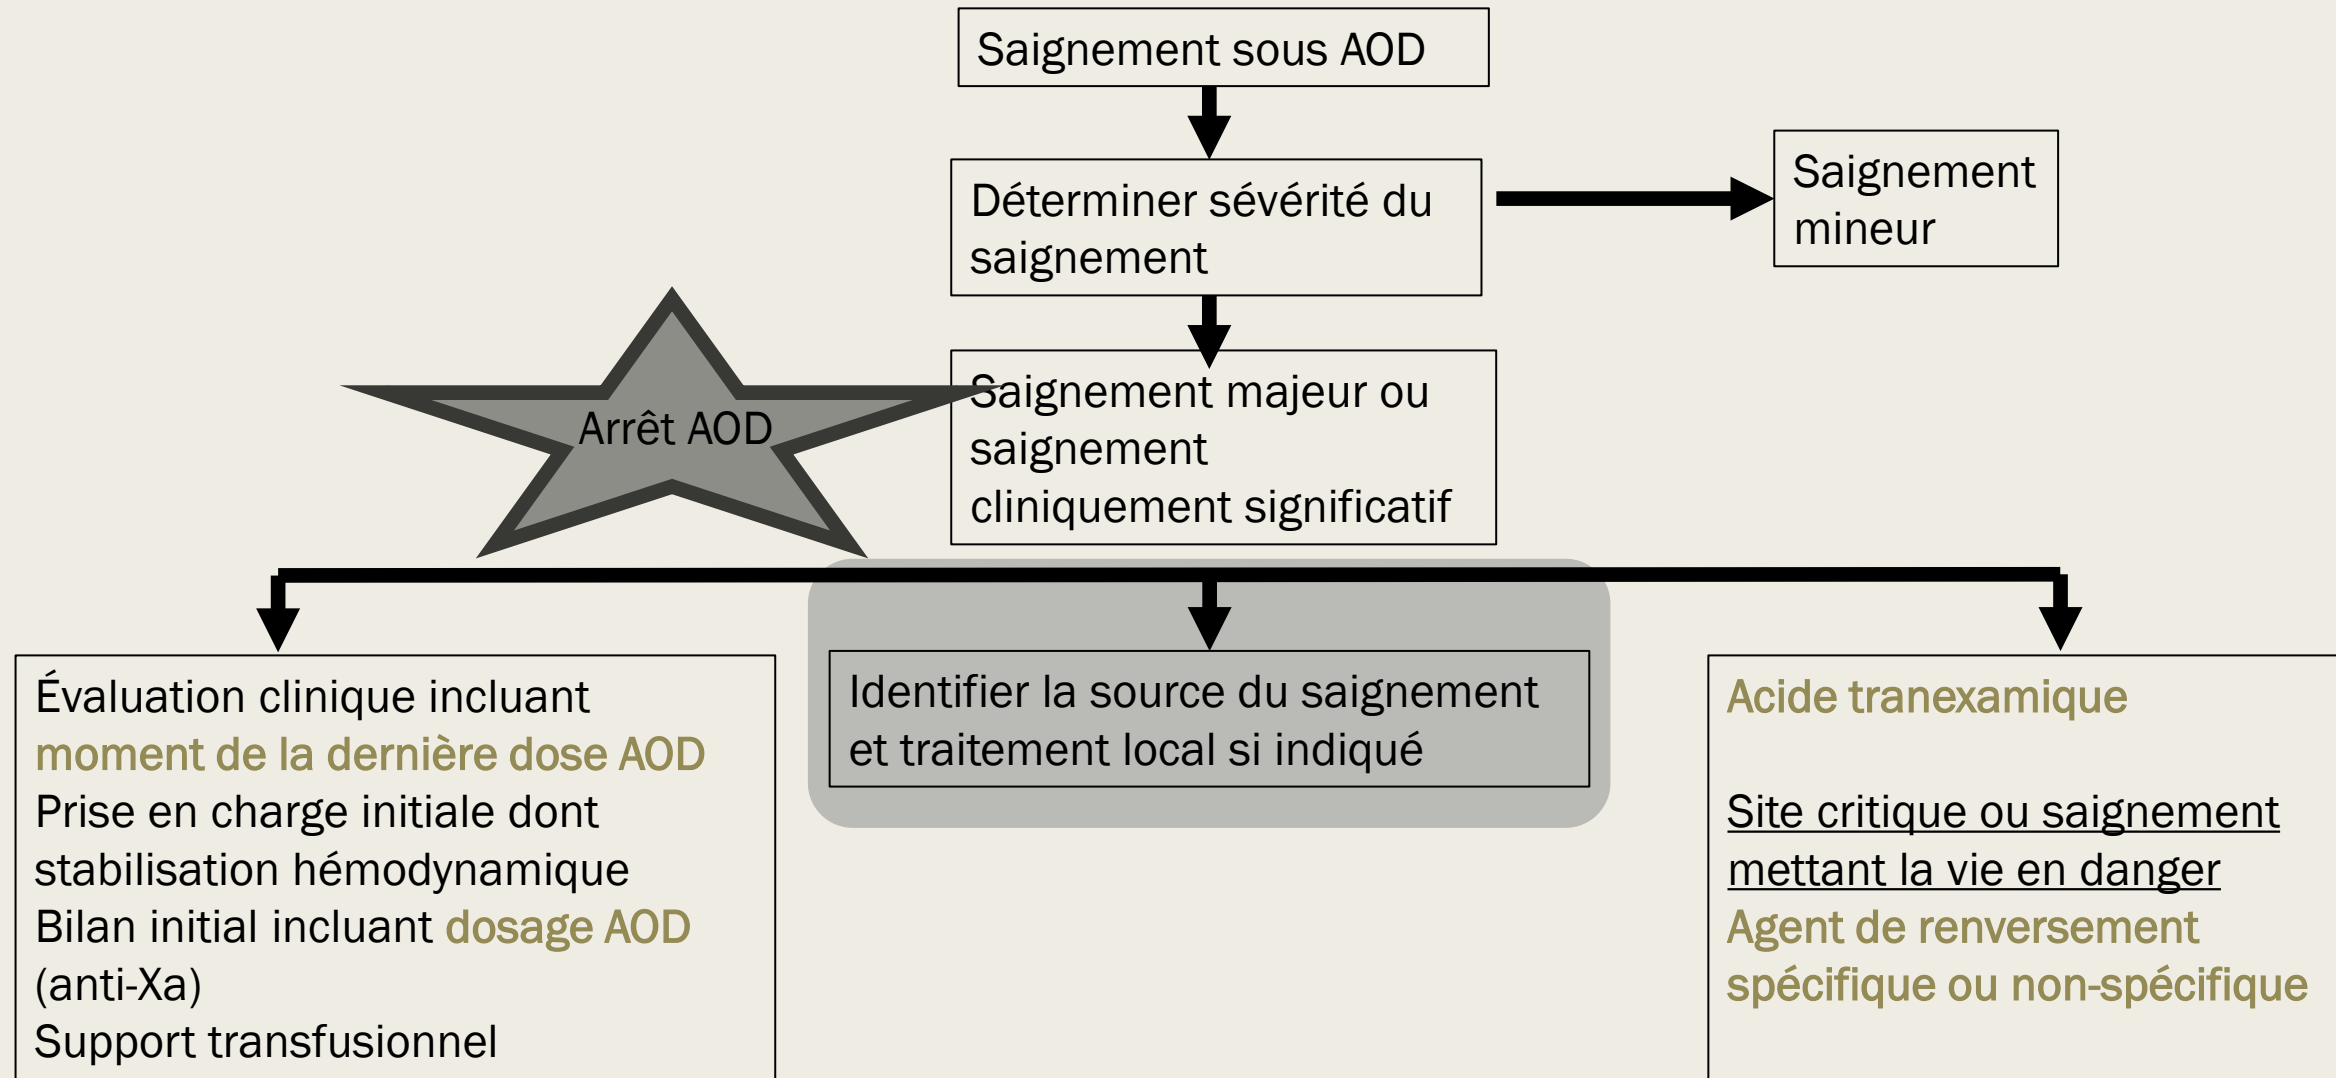 Saignement sous AOD
Déterminer sévérité du
saignement
Saignement
mineur
Arrêt AOD
Saignement majeur ou
saignement
cliniquement significatif
Évaluation clinique incluant
moment de la dernière dose AOD
Prise en charge initiale dont
stabilisation hémodynamique
Bilan initial incluant dosage AOD
(anti-Xa)
Support transfusionnel
Identifier la source du saignement
et traitement local si indiqué
Acide tranexamique
Site critique ou saignement
mettant la vie en danger
Agent de renversement
spécifique ou non-spécifique